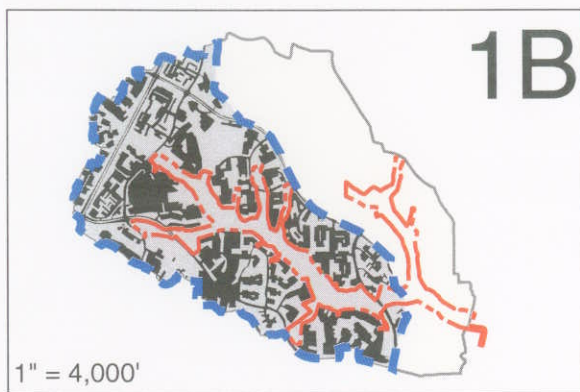 1B
1" = 4,000'